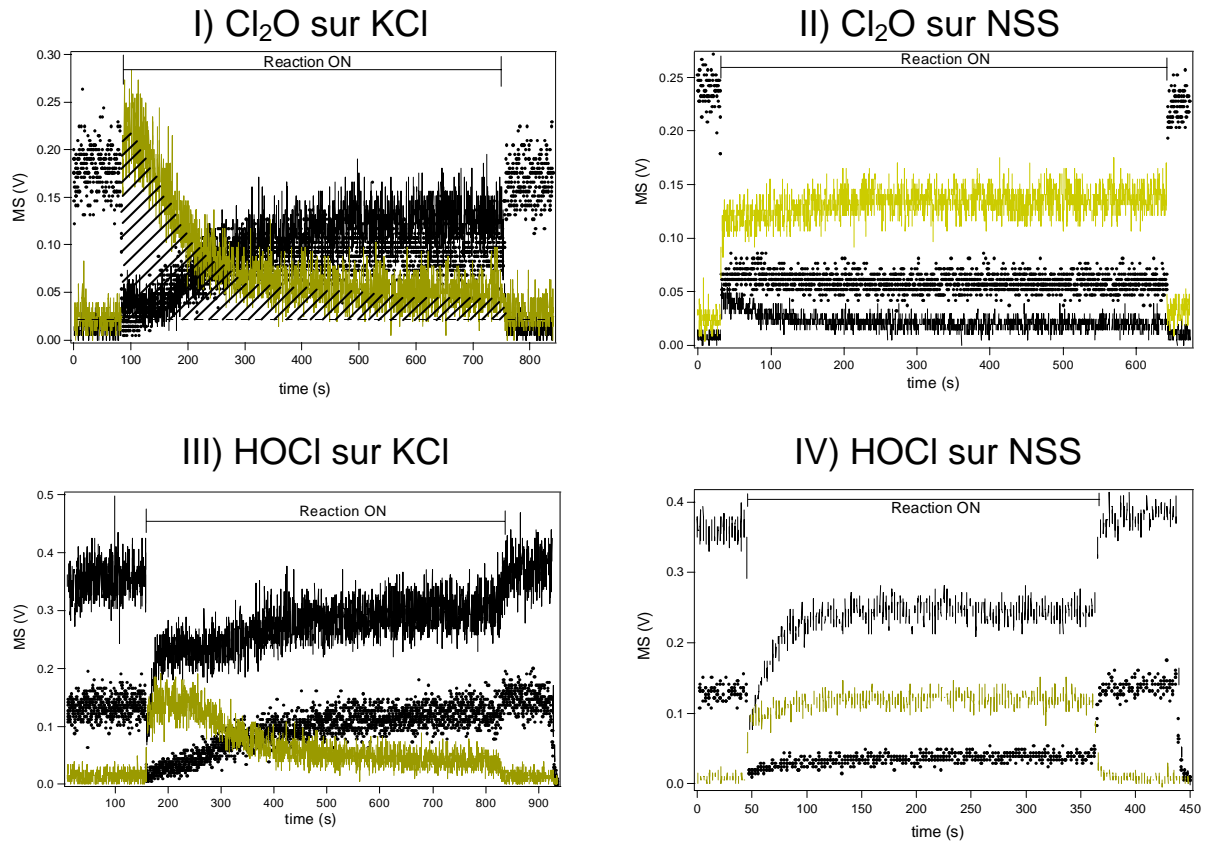 I) Cl₂O sur KCl
MS (V)
0.30
0.25
0.20
0.15
0.10
0.05
0.00
Reaction ON
0 100 200 300 400 500 600 700 800
time (s)
II) Cl₂O sur NSS
MS (V)
0.25
0.20
0.15
0.10
0.05
0.00
Reaction ON
0 100 200 300 400 500 600
time (s)
III) HOCl sur KCl
MS (V)
0.5
0.4
0.3
0.2
0.1
0.0
Reaction ON
100 200 300 400 500 600 700 800 900
time (s)
IV) HOCl sur NSS
MS (V)
0.4
0.3
0.2
0.1
0.0
Reaction ON
0 50 100 150 200 250 300 350 400 450
time (s)